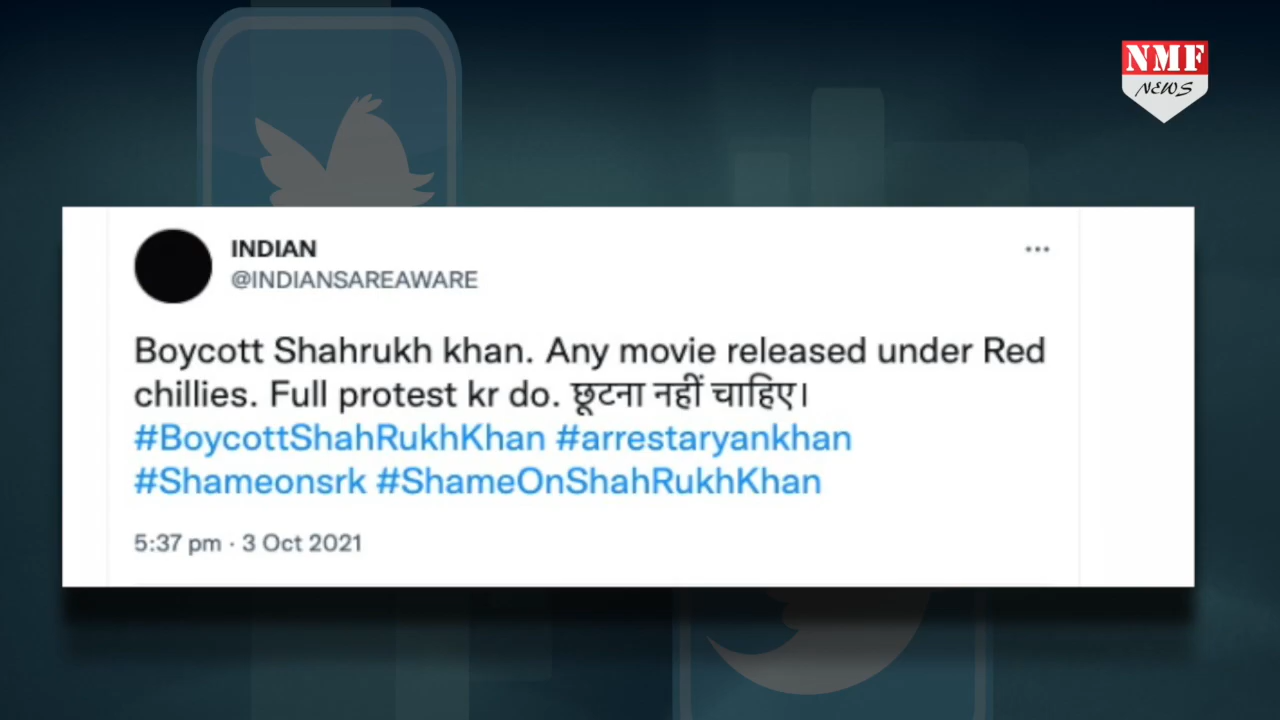 NMF
NEWS
INDIAN
@INDIANSAREAWARE
Boycott Shahrukh khan. Any movie released under Red
chillies. Full protest kr do. छूटना नहीं चाहिए।
#BoycottShahRukhKhan #arrestaryankhan
#Shameonsrk #ShameOnShahRukhKhan
5:37 pm · 3 Oct 2021